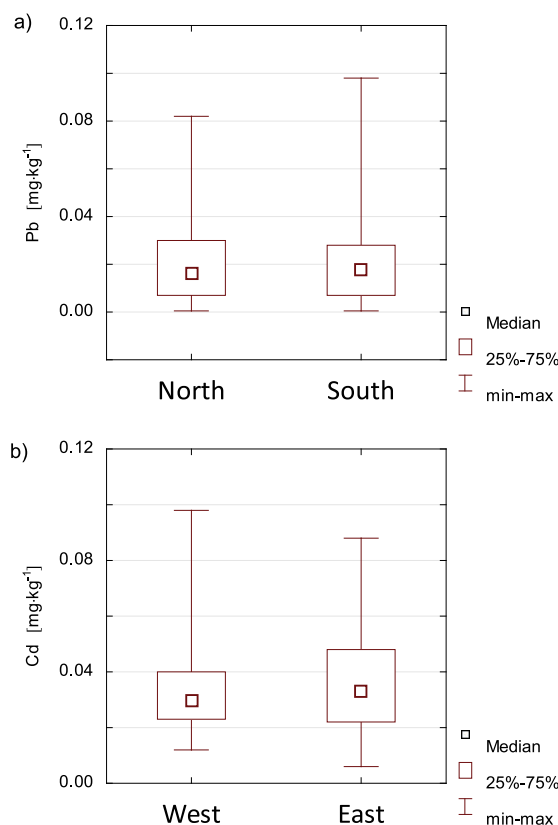 a)
0.12
0.08
0.04
0.00
Pb [mg·kg⁻¹]
North South
Median
25%-75%
min-max
b)
0.12
0.08
0.04
0.00
Cd [mg·kg⁻¹]
West East
Median
25%-75%
min-max